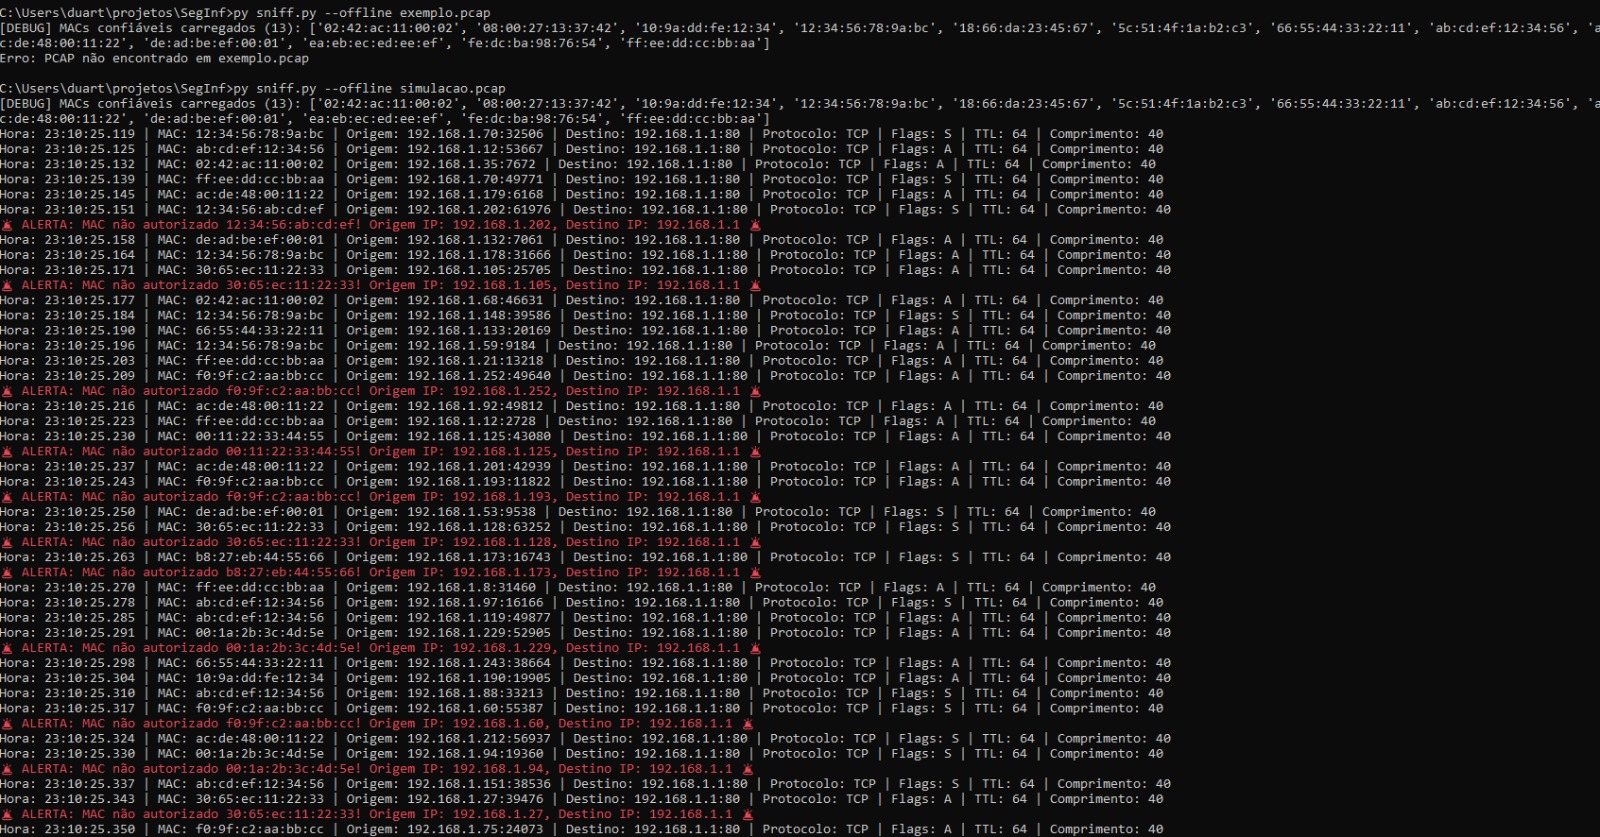 C:\Users\duart\projetos\SegInf>py sniff.py --offline exemplo.pcap
[DEBUG] MACs confiáveis carregados (13): ['02:42:ac:11:00:02', '08:00:27:13:37:42', '10:9a:dd:fe:12:34', '12:34:56:78:9a:bc', '18:66:da:23:45:67', '5c:51:4f:1a:b2:c3', '66:55:44:33:22:11', 'ab:cd:ef:12:34:56', 'a
c:de:48:00:11:22', 'de:ad:be:ef:00:01', 'ea:eb:ec:ed:ee:ef', 'fe:dc:ba:98:76:54', 'ff:ee:dd:cc:bb:aa']
Erro: PCAP não encontrado em exemplo.pcap
C:\Users\duart\projetos\SegInf>py sniff.py --offline simulacao.pcap
[DEBUG] MACs confiáveis carregados (13): ['02:42:ac:11:00:02', '08:00:27:13:37:42', '10:9a:dd:fe:12:34', '12:34:56:78:9a:bc', '18:66:da:23:45:67', '5c:51:4f:1a:b2:c3', '66:55:44:33:22:11', 'ab:cd:ef:12:34:56', 'a
c:de:48:00:11:22', 'de:ad:be:ef:00:01', 'ea:eb:ec:ed:ee:ef', 'fe:dc:ba:98:76:54', 'ff:ee:dd:cc:bb:aa']
Hora: 23:10:25.119 | MAC: 12:34:56:78:9a:bc | Origem: 192.168.1.70:32506 | Destino: 192.168.1.1:80 | Protocolo: TCP | Flags: S | TTL: 64 | Comprimento: 40
Hora: 23:10:25.125 | MAC: ab:cd:ef:12:34:56 | Origem: 192.168.1.12:53667 | Destino: 192.168.1.1:80 | Protocolo: TCP | Flags: A | TTL: 64 | Comprimento: 40
Hora: 23:10:25.132 | MAC: 02:42:ac:11:00:02 | Origem: 192.168.1.35:7672 | Destino: 192.168.1.1:80 | Protocolo: TCP | Flags: A | TTL: 64 | Comprimento: 40
Hora: 23:10:25.139 | MAC: ff:ee:dd:cc:bb:aa | Origem: 192.168.1.70:49771 | Destino: 192.168.1.1:80 | Protocolo: TCP | Flags: S | TTL: 64 | Comprimento: 40
Hora: 23:10:25.145 | MAC: ac:de:48:00:11:22 | Origem: 192.168.1.179:6168 | Destino: 192.168.1.1:80 | Protocolo: TCP | Flags: A | TTL: 64 | Comprimento: 40
Hora: 23:10:25.151 | MAC: 12:34:56:ab:cd:ef | Origem: 192.168.1.202:61976 | Destino: 192.168.1.1:80 | Protocolo: TCP | Flags: S | TTL: 64 | Comprimento: 40
🚨 ALERTA: MAC não autorizado 12:34:56:ab:cd:ef! Origem IP: 192.168.1.202, Destino IP: 192.168.1.1 🚨
Hora: 23:10:25.158 | MAC: de:ad:be:ef:00:01 | Origem: 192.168.1.132:7061 | Destino: 192.168.1.1:80 | Protocolo: TCP | Flags: A | TTL: 64 | Comprimento: 40
Hora: 23:10:25.164 | MAC: 12:34:56:78:9a:bc | Origem: 192.168.1.178:31666 | Destino: 192.168.1.1:80 | Protocolo: TCP | Flags: A | TTL: 64 | Comprimento: 40
Hora: 23:10:25.171 | MAC: 30:65:ec:11:22:33 | Origem: 192.168.1.105:25705 | Destino: 192.168.1.1:80 | Protocolo: TCP | Flags: A | TTL: 64 | Comprimento: 40
🚨 ALERTA: MAC não autorizado 30:65:ec:11:22:33! Origem IP: 192.168.1.105, Destino IP: 192.168.1.1 🚨
Hora: 23:10:25.177 | MAC: 02:42:ac:11:00:02 | Origem: 192.168.1.68:46631 | Destino: 192.168.1.1:80 | Protocolo: TCP | Flags: A | TTL: 64 | Comprimento: 40
Hora: 23:10:25.184 | MAC: 12:34:56:78:9a:bc | Origem: 192.168.1.148:39586 | Destino: 192.168.1.1:80 | Protocolo: TCP | Flags: S | TTL: 64 | Comprimento: 40
Hora: 23:10:25.190 | MAC: 66:55:44:33:22:11 | Origem: 192.168.1.133:20169 | Destino: 192.168.1.1:80 | Protocolo: TCP | Flags: A | TTL: 64 | Comprimento: 40
Hora: 23:10:25.196 | MAC: 12:34:56:78:9a:bc | Origem: 192.168.1.59:9184 | Destino: 192.168.1.1:80 | Protocolo: TCP | Flags: A | TTL: 64 | Comprimento: 40
Hora: 23:10:25.203 | MAC: ff:ee:dd:cc:bb:aa | Origem: 192.168.1.21:13218 | Destino: 192.168.1.1:80 | Protocolo: TCP | Flags: A | TTL: 64 | Comprimento: 40
Hora: 23:10:25.209 | MAC: f0:9f:c2:aa:bb:cc | Origem: 192.168.1.252:49640 | Destino: 192.168.1.1:80 | Protocolo: TCP | Flags: A | TTL: 64 | Comprimento: 40
🚨 ALERTA: MAC não autorizado f0:9f:c2:aa:bb:cc! Origem IP: 192.168.1.252, Destino IP: 192.168.1.1 🚨
Hora: 23:10:25.216 | MAC: ac:de:48:00:11:22 | Origem: 192.168.1.92:49812 | Destino: 192.168.1.1:80 | Protocolo: TCP | Flags: A | TTL: 64 | Comprimento: 40
Hora: 23:10:25.223 | MAC: ff:ee:dd:cc:bb:aa | Origem: 192.168.1.12:2728 | Destino: 192.168.1.1:80 | Protocolo: TCP | Flags: A | TTL: 64 | Comprimento: 40
Hora: 23:10:25.230 | MAC: 00:11:22:33:44:55 | Origem: 192.168.1.125:43080 | Destino: 192.168.1.1:80 | Protocolo: TCP | Flags: A | TTL: 64 | Comprimento: 40
🚨 ALERTA: MAC não autorizado 00:11:22:33:44:55! Origem IP: 192.168.1.125, Destino IP: 192.168.1.1 🚨
Hora: 23:10:25.237 | MAC: ac:de:48:00:11:22 | Origem: 192.168.1.201:42939 | Destino: 192.168.1.1:80 | Protocolo: TCP | Flags: A | TTL: 64 | Comprimento: 40
Hora: 23:10:25.243 | MAC: f0:9f:c2:aa:bb:cc | Origem: 192.168.1.193:11822 | Destino: 192.168.1.1:80 | Protocolo: TCP | Flags: A | TTL: 64 | Comprimento: 40
🚨 ALERTA: MAC não autorizado f0:9f:c2:aa:bb:cc! Origem IP: 192.168.1.193, Destino IP: 192.168.1.1 🚨
Hora: 23:10:25.250 | MAC: de:ad:be:ef:00:01 | Origem: 192.168.1.53:9538 | Destino: 192.168.1.1:80 | Protocolo: TCP | Flags: S | TTL: 64 | Comprimento: 40
Hora: 23:10:25.256 | MAC: 30:65:ec:11:22:33 | Origem: 192.168.1.128:63252 | Destino: 192.168.1.1:80 | Protocolo: TCP | Flags: S | TTL: 64 | Comprimento: 40
🚨 ALERTA: MAC não autorizado 30:65:ec:11:22:33! Origem IP: 192.168.1.128, Destino IP: 192.168.1.1 🚨
Hora: 23:10:25.263 | MAC: b8:27:eb:44:55:66 | Origem: 192.168.1.173:16743 | Destino: 192.168.1.1:80 | Protocolo: TCP | Flags: S | TTL: 64 | Comprimento: 40
🚨 ALERTA: MAC não autorizado b8:27:eb:44:55:66! Origem IP: 192.168.1.173, Destino IP: 192.168.1.1 🚨
Hora: 23:10:25.270 | MAC: ff:ee:dd:cc:bb:aa | Origem: 192.168.1.8:31460 | Destino: 192.168.1.1:80 | Protocolo: TCP | Flags: A | TTL: 64 | Comprimento: 40
Hora: 23:10:25.278 | MAC: ab:cd:ef:12:34:56 | Origem: 192.168.1.97:16166 | Destino: 192.168.1.1:80 | Protocolo: TCP | Flags: S | TTL: 64 | Comprimento: 40
Hora: 23:10:25.285 | MAC: ab:cd:ef:12:34:56 | Origem: 192.168.1.119:49877 | Destino: 192.168.1.1:80 | Protocolo: TCP | Flags: A | TTL: 64 | Comprimento: 40
Hora: 23:10:25.291 | MAC: 00:1a:2b:3c:4d:5e | Origem: 192.168.1.229:52905 | Destino: 192.168.1.1:80 | Protocolo: TCP | Flags: A | TTL: 64 | Comprimento: 40
🚨 ALERTA: MAC não autorizado 00:1a:2b:3c:4d:5e! Origem IP: 192.168.1.229, Destino IP: 192.168.1.1 🚨
Hora: 23:10:25.298 | MAC: 66:55:44:33:22:11 | Origem: 192.168.1.243:38664 | Destino: 192.168.1.1:80 | Protocolo: TCP | Flags: A | TTL: 64 | Comprimento: 40
Hora: 23:10:25.304 | MAC: 10:9a:dd:fe:12:34 | Origem: 192.168.1.190:19905 | Destino: 192.168.1.1:80 | Protocolo: TCP | Flags: A | TTL: 64 | Comprimento: 40
Hora: 23:10:25.310 | MAC: ab:cd:ef:12:34:56 | Origem: 192.168.1.88:33213 | Destino: 192.168.1.1:80 | Protocolo: TCP | Flags: S | TTL: 64 | Comprimento: 40
Hora: 23:10:25.317 | MAC: f0:9f:c2:aa:bb:cc | Origem: 192.168.1.60:55387 | Destino: 192.168.1.1:80 | Protocolo: TCP | Flags: S | TTL: 64 | Comprimento: 40
🚨 ALERTA: MAC não autorizado f0:9f:c2:aa:bb:cc! Origem IP: 192.168.1.60, Destino IP: 192.168.1.1 🚨
Hora: 23:10:25.324 | MAC: ac:de:48:00:11:22 | Origem: 192.168.1.212:56937 | Destino: 192.168.1.1:80 | Protocolo: TCP | Flags: S | TTL: 64 | Comprimento: 40
Hora: 23:10:25.330 | MAC: 00:1a:2b:3c:4d:5e | Origem: 192.168.1.94:19360 | Destino: 192.168.1.1:80 | Protocolo: TCP | Flags: S | TTL: 64 | Comprimento: 40
🚨 ALERTA: MAC não autorizado 00:1a:2b:3c:4d:5e! Origem IP: 192.168.1.94, Destino IP: 192.168.1.1 🚨
Hora: 23:10:25.337 | MAC: ab:cd:ef:12:34:56 | Origem: 192.168.1.151:38536 | Destino: 192.168.1.1:80 | Protocolo: TCP | Flags: S | TTL: 64 | Comprimento: 40
Hora: 23:10:25.343 | MAC: 30:65:ec:11:22:33 | Origem: 192.168.1.27:39476 | Destino: 192.168.1.1:80 | Protocolo: TCP | Flags: A | TTL: 64 | Comprimento: 40
🚨 ALERTA: MAC não autorizado 30:65:ec:11:22:33! Origem IP: 192.168.1.27, Destino IP: 192.168.1.1 🚨
Hora: 23:10:25.350 | MAC: f0:9f:c2:aa:bb:cc | Origem: 192.168.1.75:24073 | Destino: 192.168.1.1:80 | Protocolo: TCP | Flags: A | TTL: 64 | Comprimento: 40